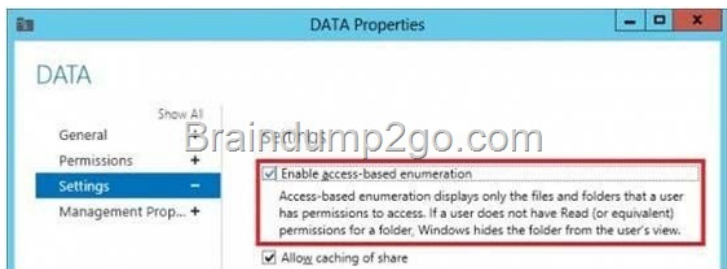 DATA Properties
DATA
Show All
General +
Permissions +
Settings –
Management Prop... +
Braindump2go.com
Settings
Enable access-based enumeration
Access-based enumeration displays only the files and folders that a user
has permissions to access. If a user does not have Read (or equivalent)
permissions for a folder, Windows hides the folder from the user's view.
Allow caching of share